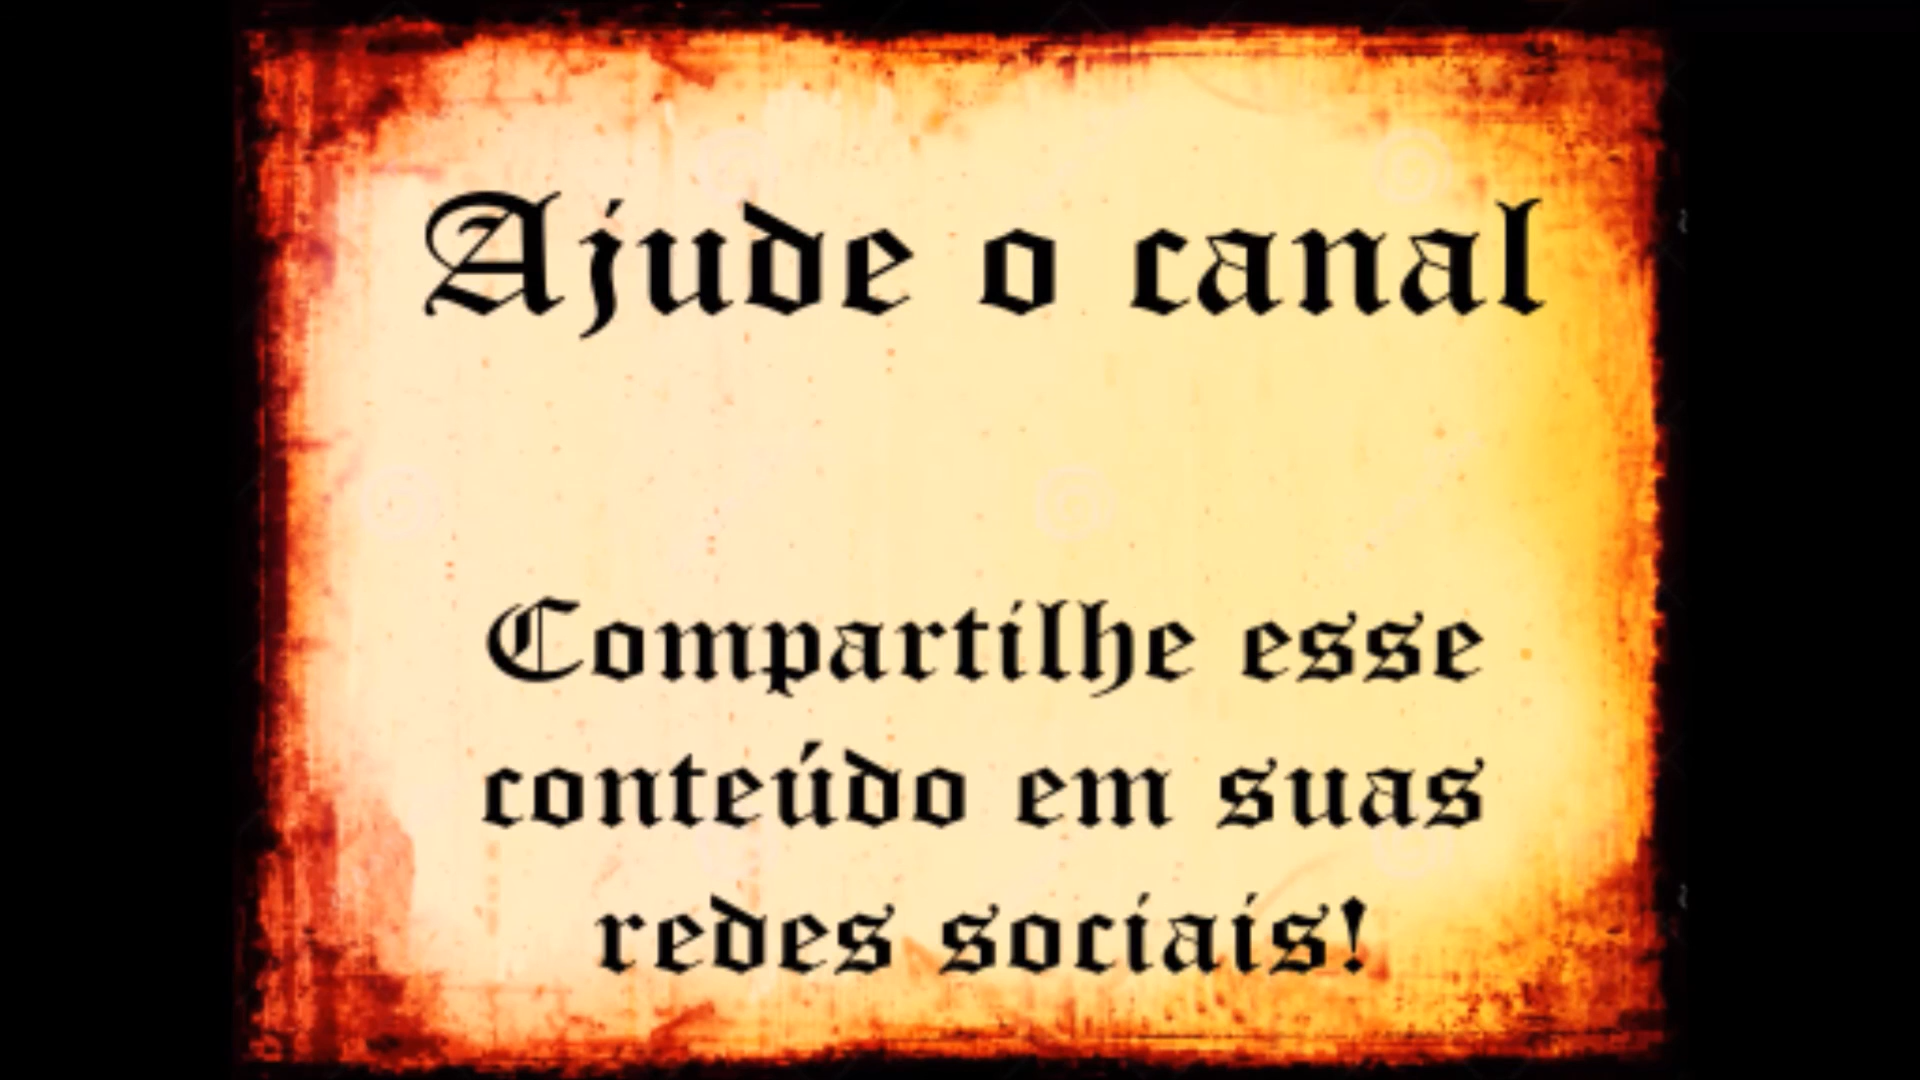 Ajude o canal
Compartilhe esse
conteúdo em suas
redes sociais!